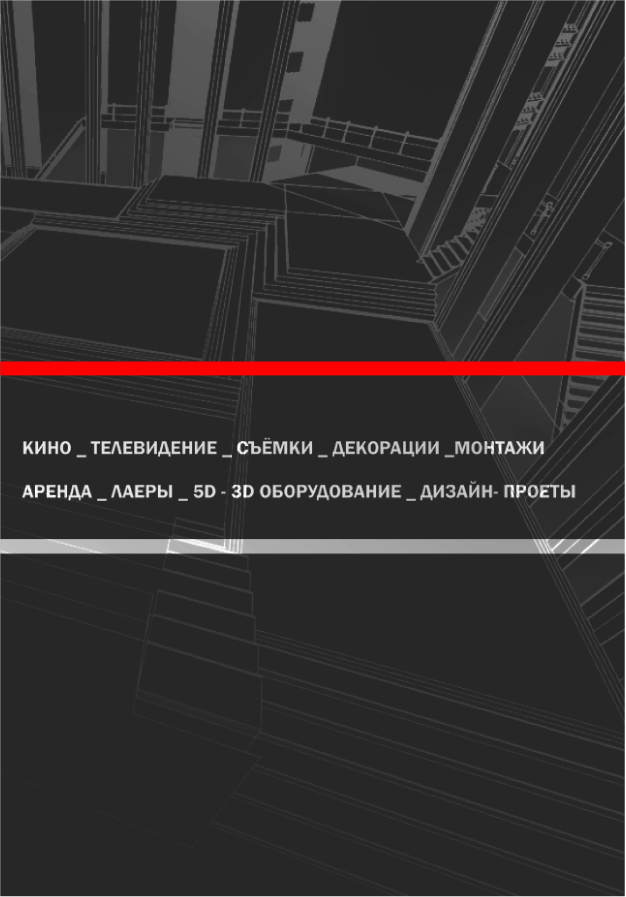 КИНО _ ТЕЛЕВИДЕНИЕ _ СЪЁМКИ _ ДЕКОРАЦИИ _МОНТАЖИ
АРЕНДА _ ЛАЕРЫ _ 5D - 3D ОБОРУДОВАНИЕ _ ДИЗАЙН- ПРОЕТЫ